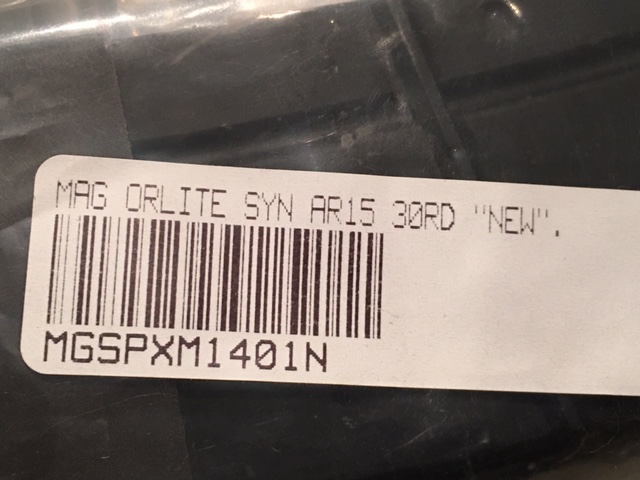 MAG ORLITE SYN AR15 30RD "NEW".
MGSPXM1401N